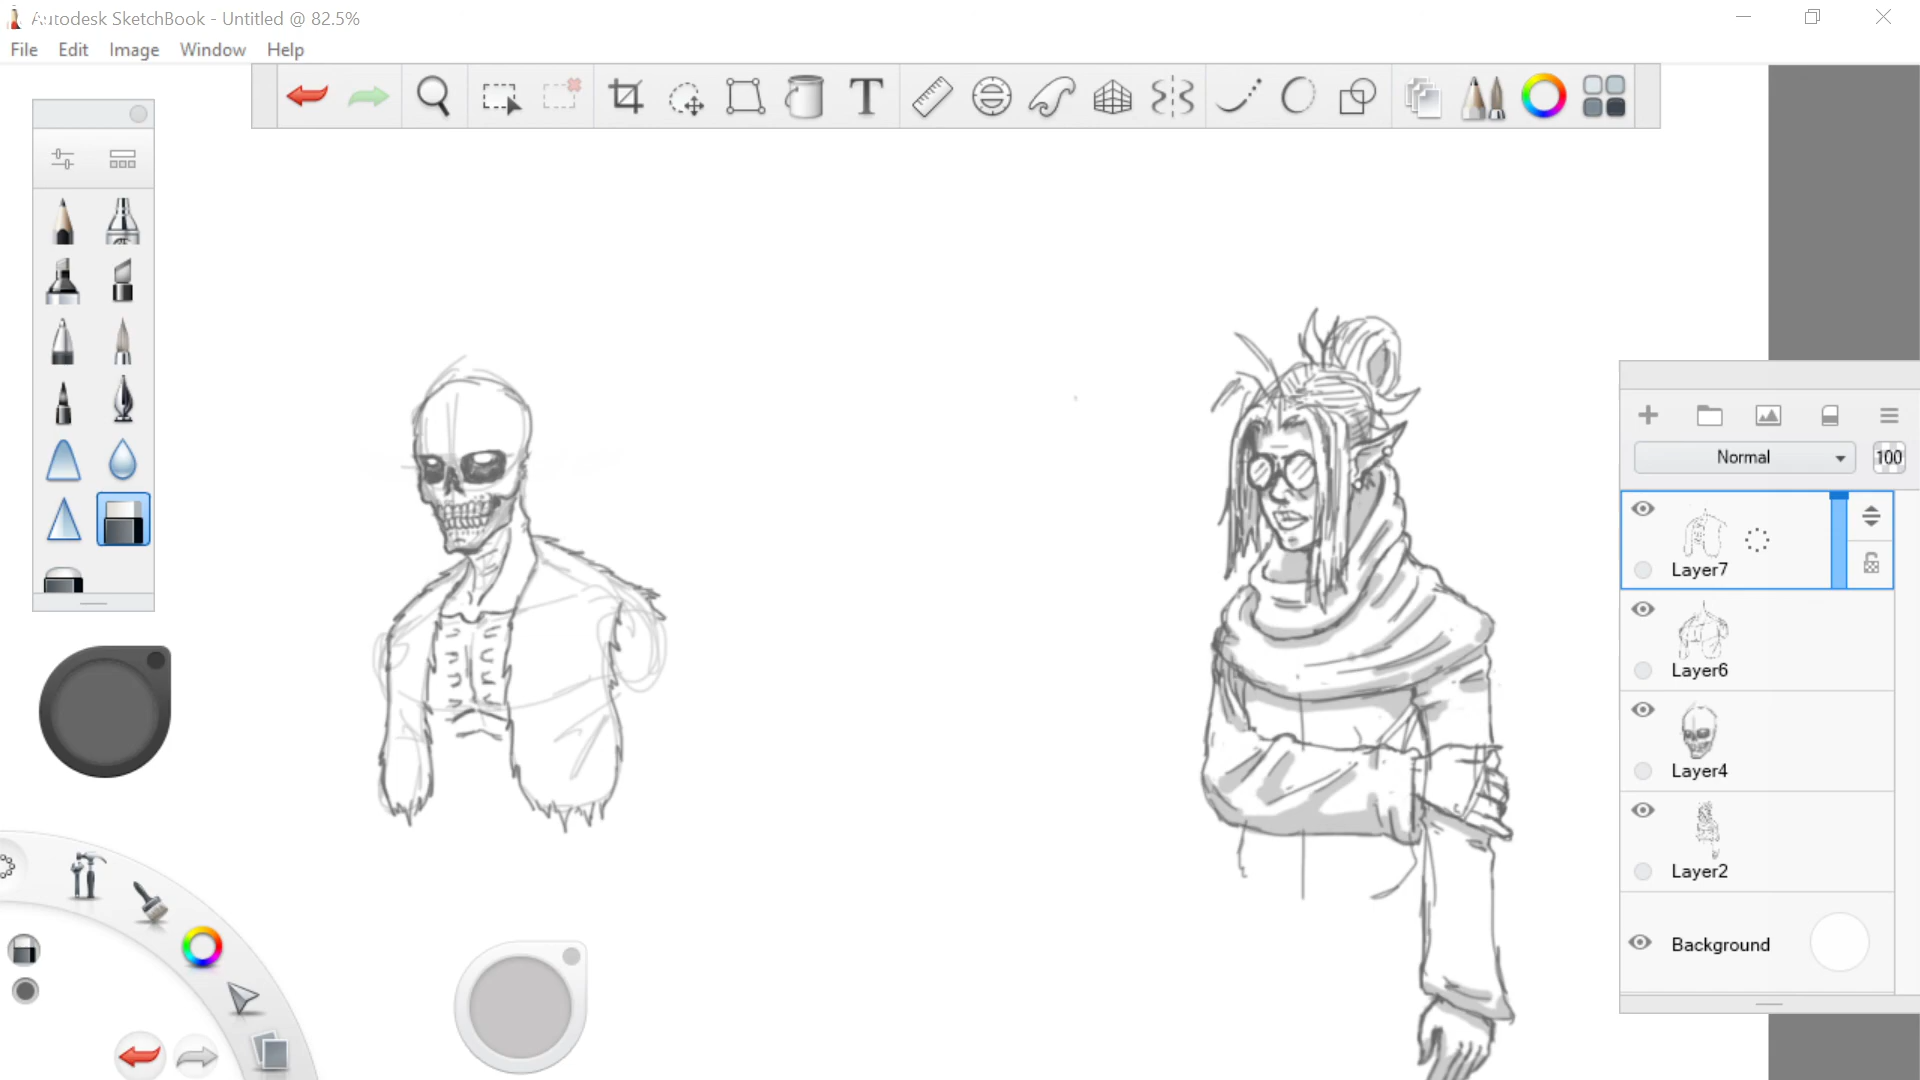 Autodesk SketchBook - Untitled @ 82.5%
File Edit Image Window Help
T
Normal 100
Layer7
Layer6
Layer4
Layer2
Background